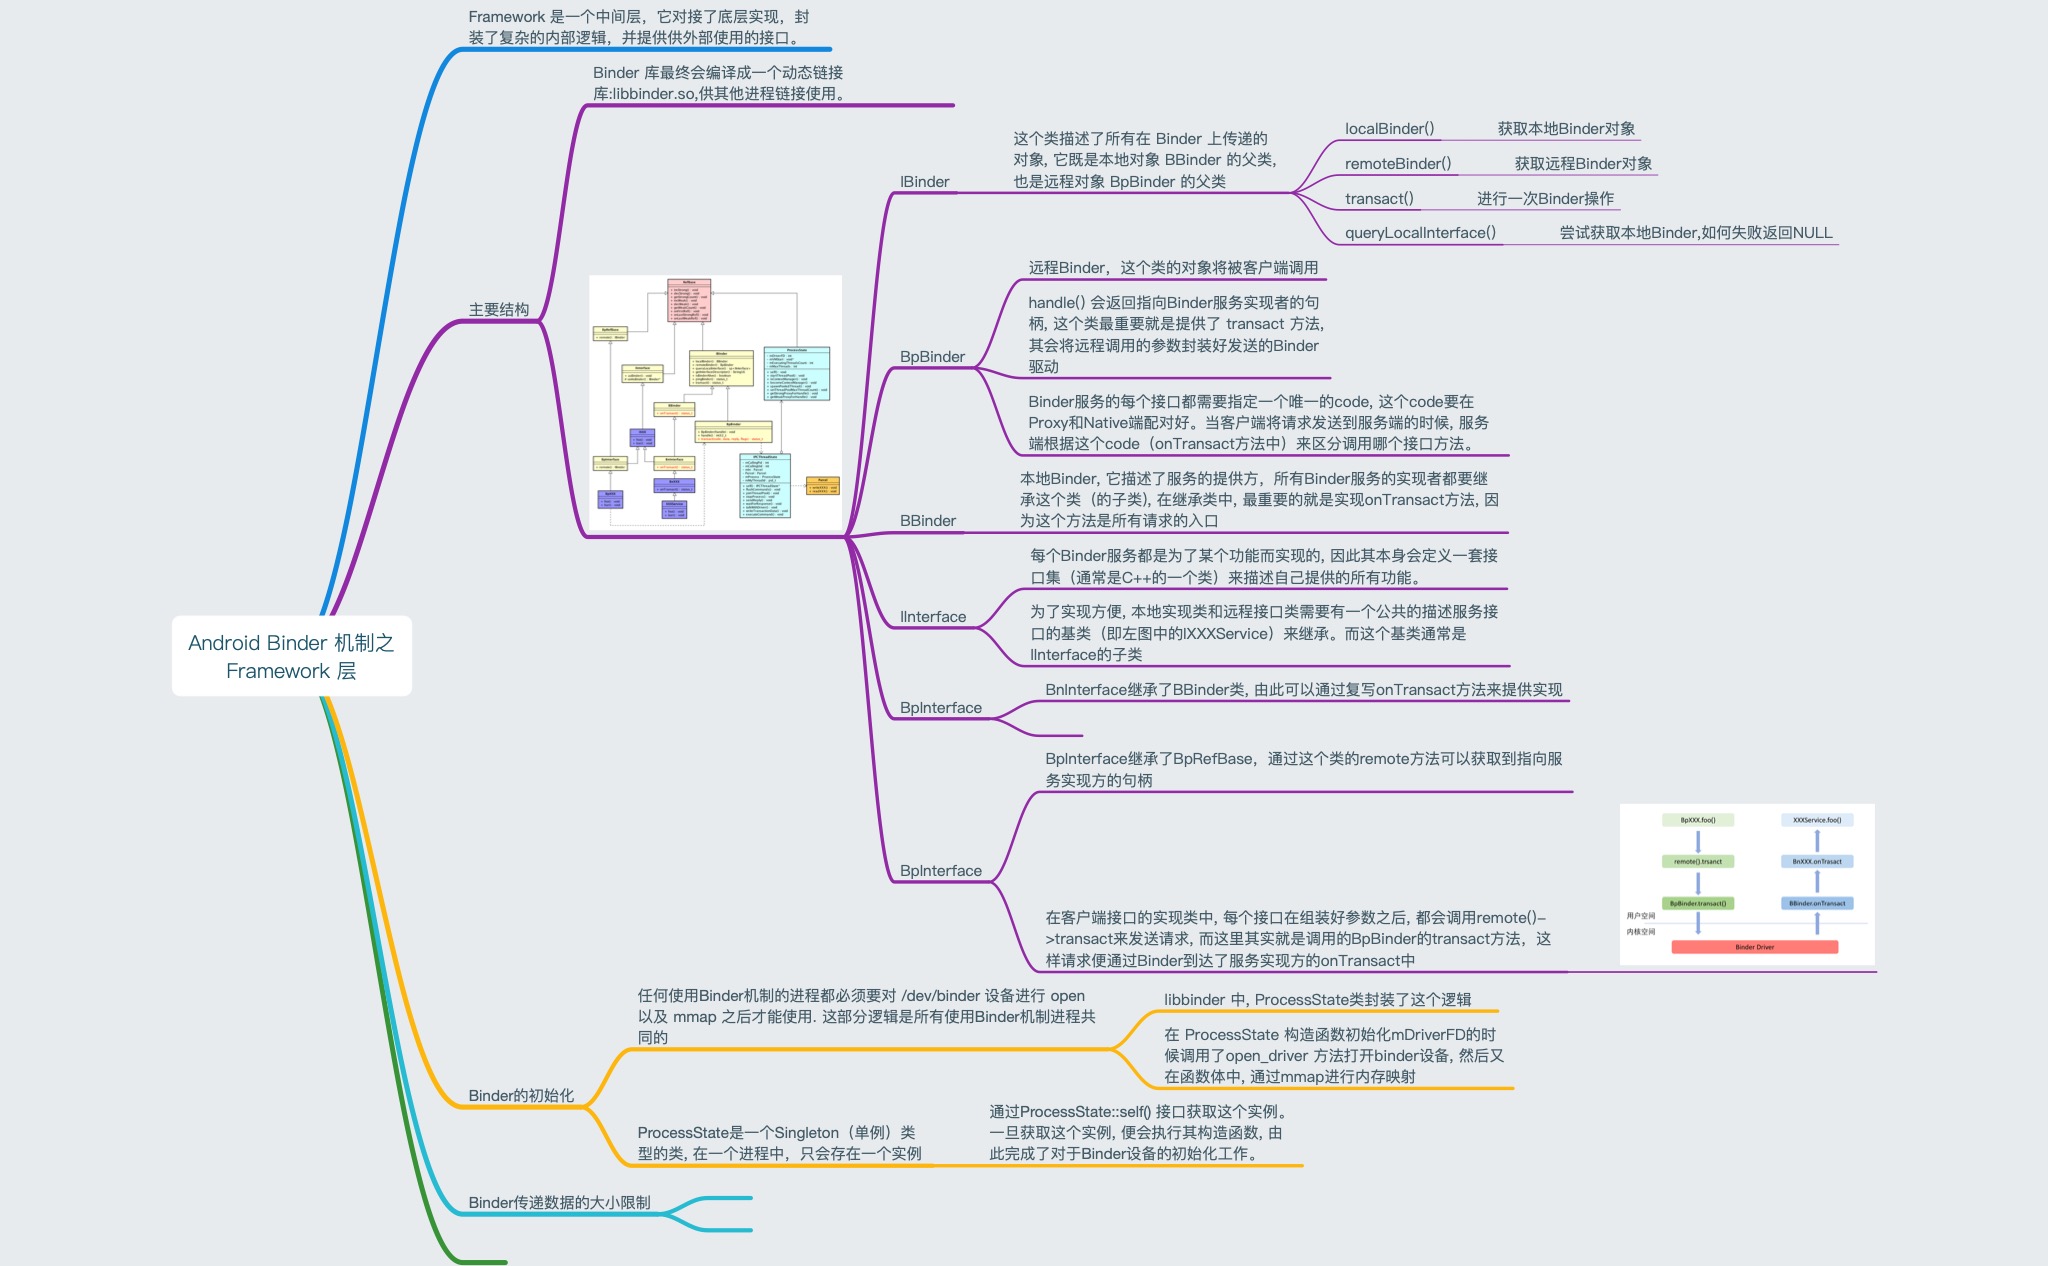 Framework 是一个中间层，它对接了底层实现，封
装了复杂的内部逻辑，并提供供外部使用的接口。
Binder 库最终会编译成一个动态链接
库:libbinder.so,供其他进程链接使用。
主要结构
IBinder
这个类描述了所有在 Binder 上传递的
对象, 它既是本地对象 BBinder 的父类,
也是远程对象 BpBinder 的父类
localBinder()
获取本地Binder对象
remoteBinder()
获取远程Binder对象
transact()
进行一次Binder操作
queryLocalInterface()
尝试获取本地Binder,如何失败返回NULL
BpBinder
远程Binder，这个类的对象将被客户端调用
handle() 会返回指向Binder服务实现者的句
柄, 这个类最重要就是提供了 transact 方法,
其会将远程调用的参数封装好发送的Binder
驱动
Binder服务的每个接口都需要指定一个唯一的code, 这个code要在
Proxy和Native端配对好。当客户端将请求发送到服务端的时候, 服务
端根据这个code（onTransact方法中）来区分调用哪个接口方法。
BBinder
本地Binder, 它描述了服务的提供方，所有Binder服务的实现者都要继
承这个类（的子类), 在继承类中, 最重要的就是实现onTransact方法, 因
为这个方法是所有请求的入口
IInterface
每个Binder服务都是为了某个功能而实现的, 因此其本身会定义一套接
口集（通常是C++的一个类）来描述自己提供的所有功能。
为了实现方便, 本地实现类和远程接口类需要有一个公共的描述服务接
口的基类（即左图中的IXXXService）来继承。而这个基类通常是
IInterface的子类
BpInterface
BnInterface继承了BBinder类, 由此可以通过复写onTransact方法来提供实现
BpInterface
BpInterface继承了BpRefBase，通过这个类的remote方法可以获取到指向服
务实现方的句柄
在客户端接口的实现类中, 每个接口在组装好参数之后, 都会调用remote()-
>transact来发送请求, 而这里其实就是调用的BpBinder的transact方法，这
样请求便通过Binder到达了服务实现方的onTransact中
BpXXX.foo()
XXXService.foo()
remote().trsanct
BnXXX.onTrasact
BpBinder.transact()
BBinder.onTransact
用户空间
内核空间
Binder Driver
Android Binder 机制之
Framework 层
Binder的初始化
任何使用Binder机制的进程都必须要对 /dev/binder 设备进行 open
以及 mmap 之后才能使用. 这部分逻辑是所有使用Binder机制进程共
同的
libbinder 中, ProcessState类封装了这个逻辑
在 ProcessState 构造函数初始化mDriverFD的时
候调用了open_driver 方法打开binder设备, 然后又
在函数体中, 通过mmap进行内存映射
ProcessState是一个Singleton（单例）类
型的类, 在一个进程中，只会存在一个实例
通过ProcessState::self() 接口获取这个实例。
一旦获取这个实例, 便会执行其构造函数, 由
此完成了对于Binder设备的初始化工作。
Binder传递数据的大小限制